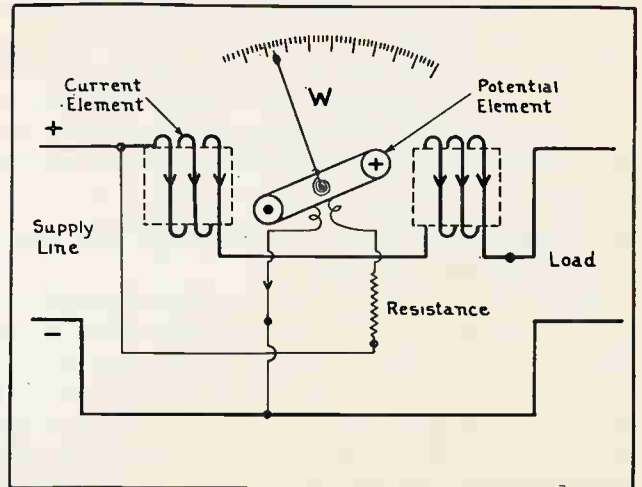 Current
Element
Potential
Element
W
+
+
Supply
Line
Load
Resistance
−